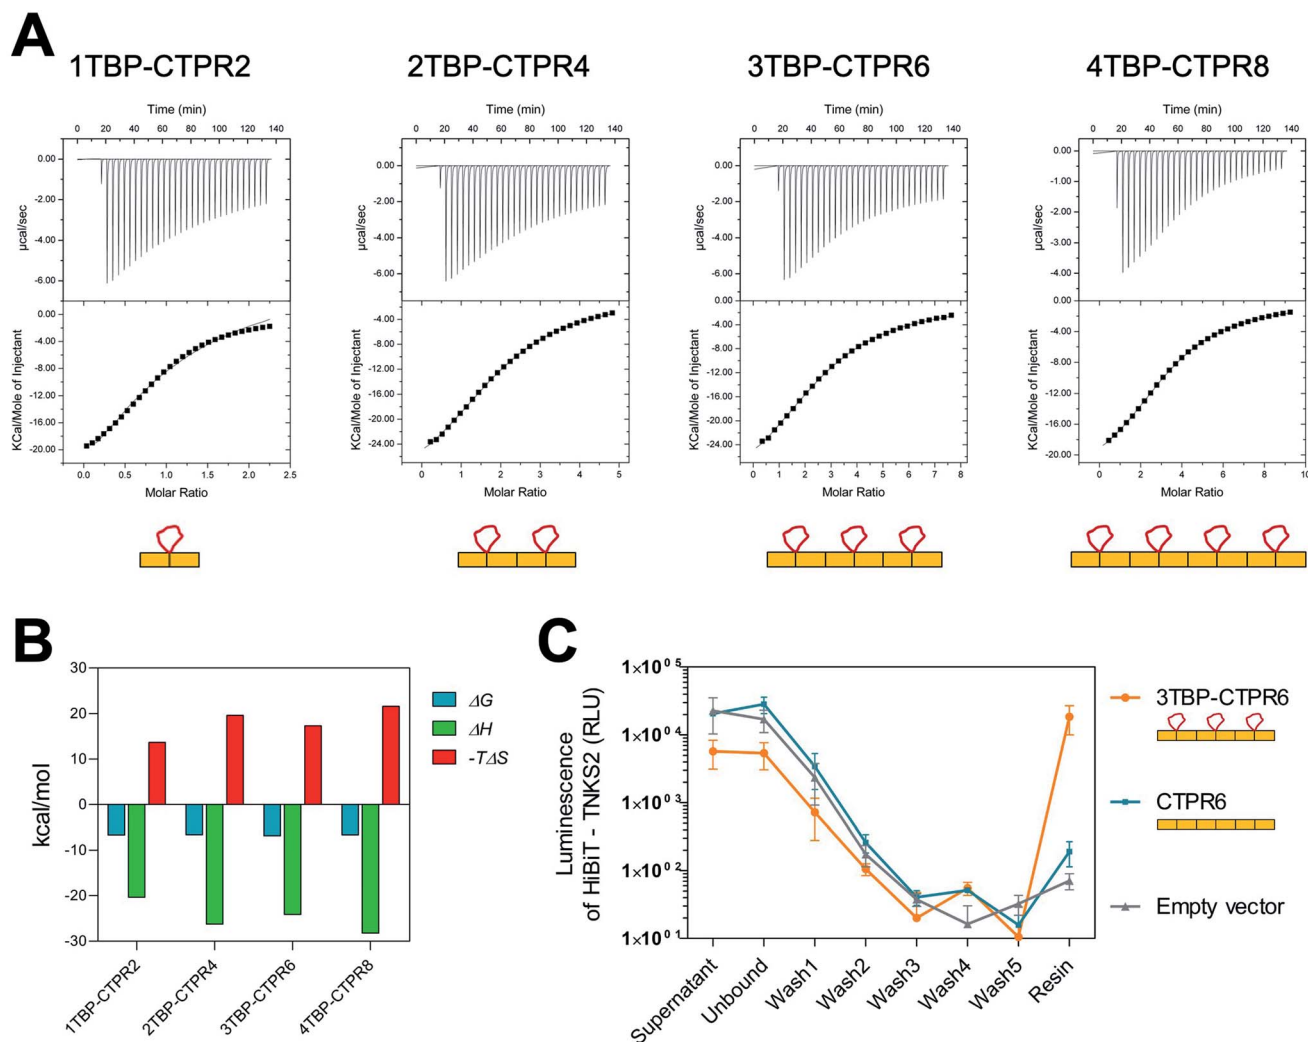 A
1TBP-CTPR2
2TBP-CTPR4
3TBP-CTPR6
4TBP-CTPR8
Time (min)
Time (min)
Time (min)
Time (min)
0 20 40 60 80 100 120 140
0 20 40 60 80 100 120 140
0 20 40 60 80 100 120 140
0 20 40 60 80 100 120 140
µcal/sec
0.00
-2.00
-4.00
-6.00
µcal/sec
0.00
-2.00
-4.00
-6.00
µcal/sec
0.00
-2.00
-4.00
-6.00
0.00
µcal/sec
0.00
-1.00
-2.00
-3.00
-4.00
0.00
KCal/Mole of Injectant
0.00
-4.00
-8.00
-12.00
-16.00
-20.00
KCal/Mole of Injectant
-4.00
-8.00
-12.00
-16.00
-20.00
-24.00
KCal/Mole of Injectant
-4.00
-8.00
-12.00
-16.00
-20.00
-24.00
KCal/Mole of Injectant
-4.00
-8.00
-12.00
-16.00
-20.00
0.0 0.5 1.0 1.5 2.0 2.5
0 1 2 3 4 5
0 1 2 3 4 5 6 7 8
0 2 4 6 8 10
Molar Ratio
Molar Ratio
Molar Ratio
Molar Ratio
B
kcal/mol
30
20
10
0
-10
-20
-30
1TBP-CTPR2
2TBP-CTPR4
3TBP-CTPR6
4TBP-CTPR8
ΔG
ΔH
-TΔS
C
Luminescence
of HiBiT - TNKS2 (RLU)
1×10 05
1×10 04
1×10 03
1×10 02
1×10 01
Supernatant
Unbound
Wash1
Wash2
Wash3
Wash4
Wash5
Resin
3TBP-CTPR6
CTPR6
Empty vector